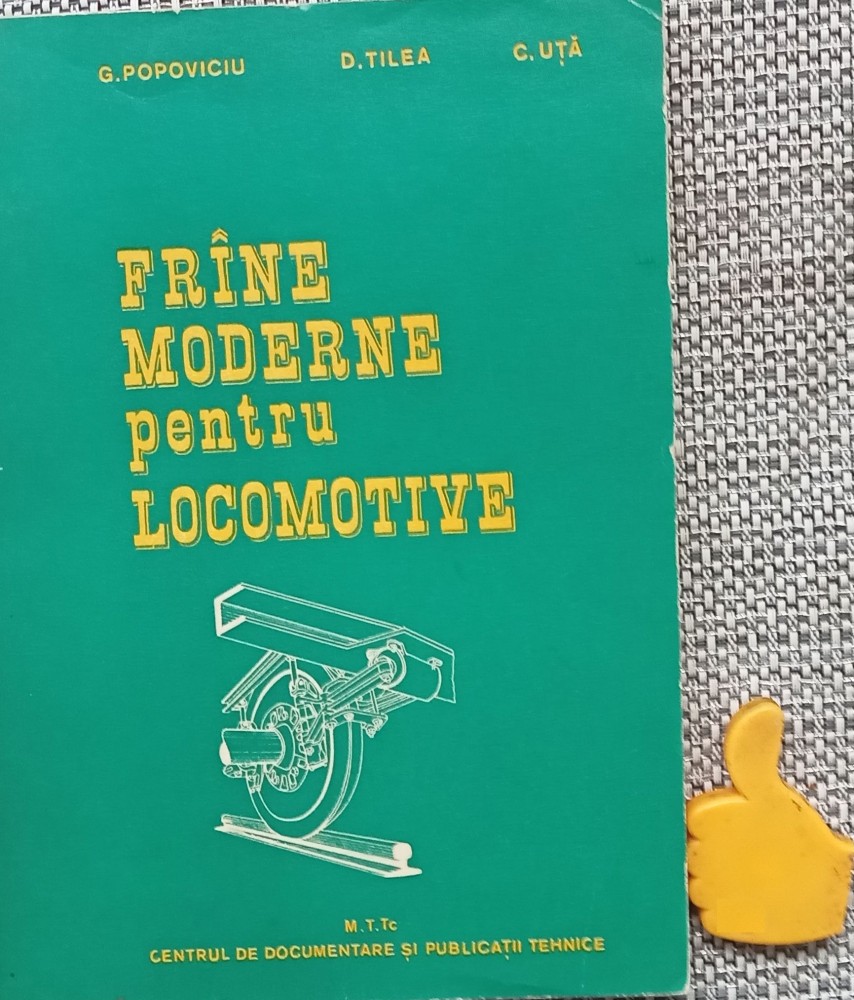 G. POPOVICIU D. TILEA C. UȚĂ
FRÎNE
MODERNE
pentru
LOCOMOTIVE
M.T.Tc
CENTRUL DE DOCUMENTARE ȘI PUBLICAȚII TEHNICE